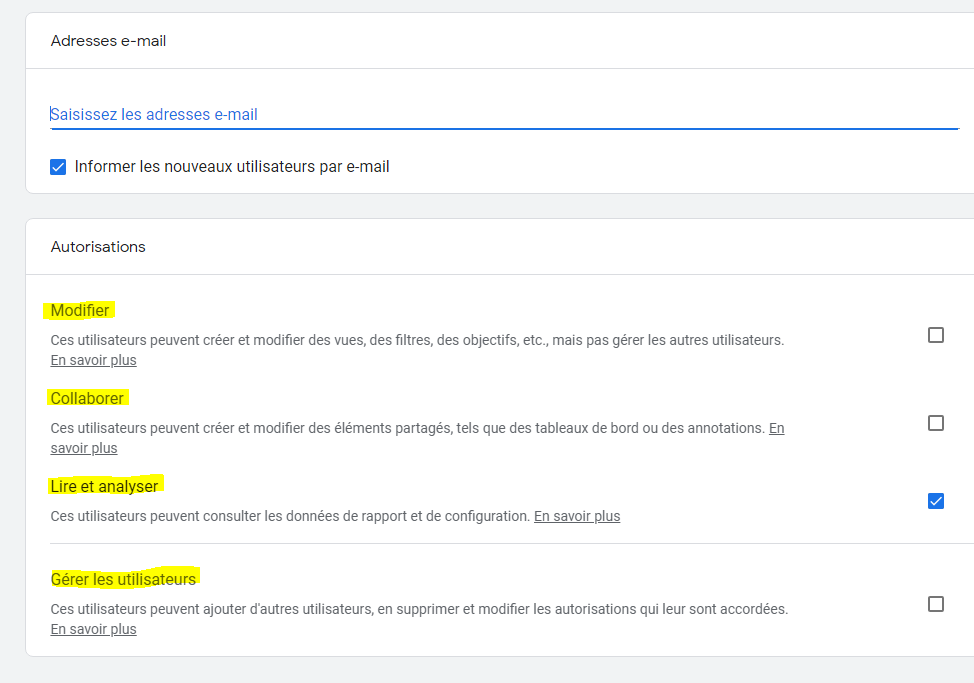 Adresses e-mail
Saisissez les adresses e-mail
Informer les nouveaux utilisateurs par e-mail
Autorisations
Modifier
Ces utilisateurs peuvent créer et modifier des vues, des filtres, des objectifs, etc., mais pas gérer les autres utilisateurs.
En savoir plus
Collaborer
Ces utilisateurs peuvent créer et modifier des éléments partagés, tels que des tableaux de bord ou des annotations. En
savoir plus
Lire et analyser
Ces utilisateurs peuvent consulter les données de rapport et de configuration. En savoir plus
Gérer les utilisateurs
Ces utilisateurs peuvent ajouter d'autres utilisateurs, en supprimer et modifier les autorisations qui leur sont accordées.
En savoir plus